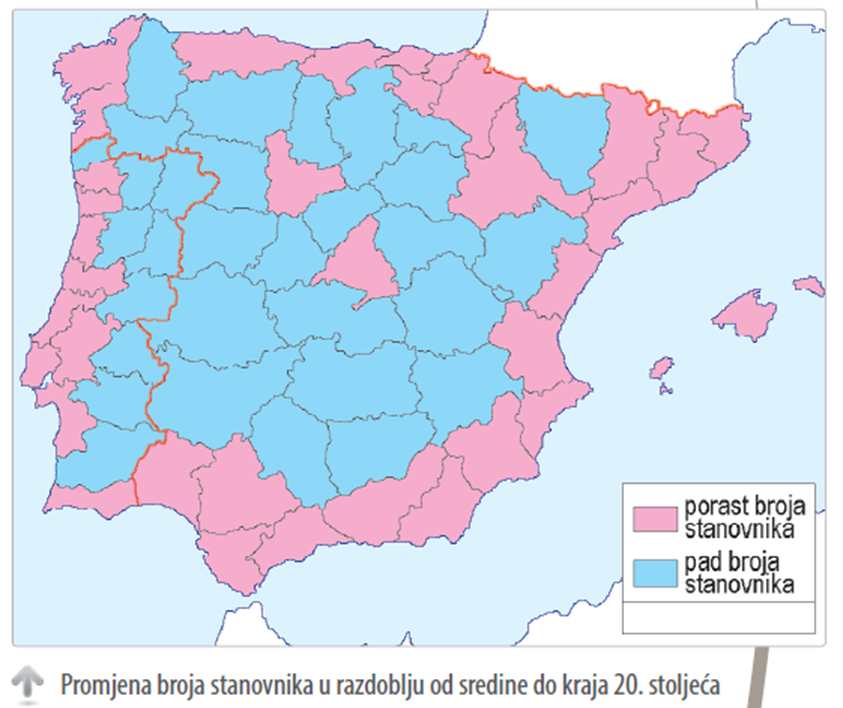 porast broja
stanovnika
pad broja
stanovnika
Promjena broja stanovnika u razdoblju od sredine do kraja 20. stoljeća